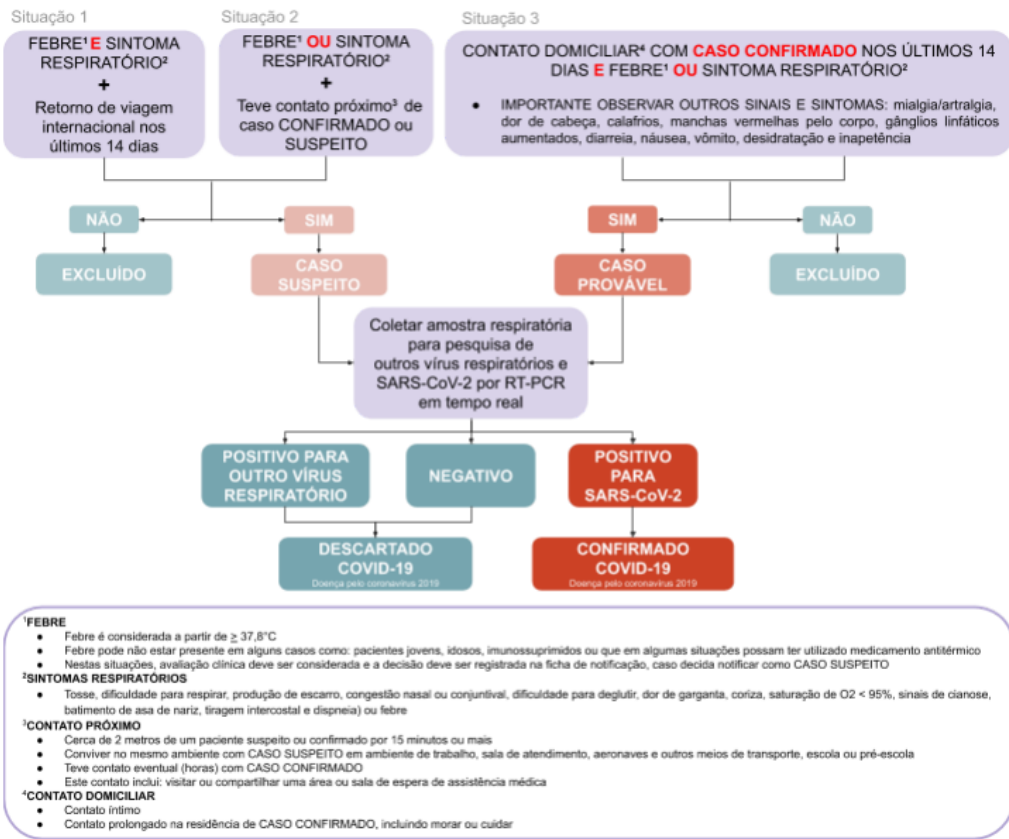 Situação 1
FEBRE¹ E SINTOMA
RESPIRATÓRIO²
+
Retorno de viagem
internacional nos
últimos 14 dias
Situação 2
FEBRE¹ OU SINTOMA
RESPIRATÓRIO²
+
Teve contato próximo³ de
caso CONFIRMADO ou
SUSPEITO
Situação 3
CONTATO DOMICILIAR⁴ COM CASO CONFIRMADO NOS ÚLTIMOS 14
DIAS E FEBRE¹ OU SINTOMA RESPIRATÓRIO²
● IMPORTANTE OBSERVAR OUTROS SINAIS E SINTOMAS: mialgia/artralgia,
dor de cabeça, calafrios, manchas vermelhas pelo corpo, gânglios linfáticos
aumentados, diarreia, náusea, vômito, desidratação e inapetência
NÃO
SIM
SIM
NÃO
EXCLUÍDO
CASO
SUSPEITO
CASO
PROVÁVEL
EXCLUÍDO
Coletar amostra respiratória
para pesquisa de
outros vírus respiratórios e
SARS-CoV-2 por RT-PCR
em tempo real
POSITIVO PARA
OUTRO VÍRUS
RESPIRATÓRIO
NEGATIVO
POSITIVO
PARA
SARS-CoV-2
DESCARTADO
COVID-19
Doença pelo coronavírus 2019
CONFIRMADO
COVID-19
Doença pelo coronavírus 2019
¹FEBRE
● Febre é considerada a partir de ≥ 37,8°C
● Febre pode não estar presente em alguns casos como: pacientes jovens, idosos, imunossuprimidos ou que em algumas situações possam ter utilizado medicamento antitérmico
● Nestas situações, avaliação clínica deve ser considerada e a decisão deve ser registrada na ficha de notificação, caso decida notificar como CASO SUSPEITO
²SINTOMAS RESPIRATÓRIOS
● Tosse, dificuldade para respirar, produção de escarro, congestão nasal ou conjuntival, dificuldade para deglutir, dor de garganta, coriza, saturação de O2 < 95%, sinais de cianose,
batimento de asa de nariz, tiragem intercostal e dispneia) ou febre
³CONTATO PRÓXIMO
● Cerca de 2 metros de um paciente suspeito ou confirmado por 15 minutos ou mais
● Conviver no mesmo ambiente com CASO SUSPEITO em ambiente de trabalho, sala de atendimento, aeronaves e outros meios de transporte, escola ou pré-escola
● Teve contato eventual (horas) com CASO CONFIRMADO
● Este contato inclui: visitar ou compartilhar uma área ou sala de espera de assistência médica
⁴CONTATO DOMICILIAR
● Contato íntimo
● Contato prolongado na residência de CASO CONFIRMADO, incluindo morar ou cuidar